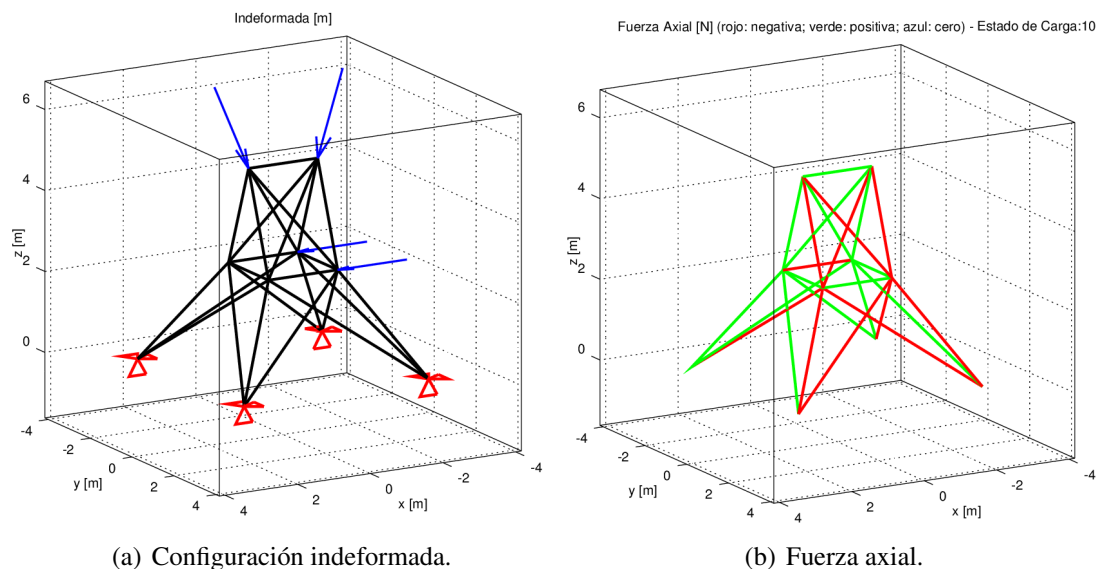 Indeformada [m]
6
4
2
0
-4
-2
0
2
4
z [m]
y [m]
4
2
0
-2
-4
x [m]
(a) Configuración indeformada.
Fuerza Axial [N] (rojo: negativa; verde: positiva; azul: cero) - Estado de Carga:10
6
4
2
0
-4
-2
0
2
4
z [m]
y [m]
4
2
0
-2
-4
x [m]
(b) Fuerza axial.